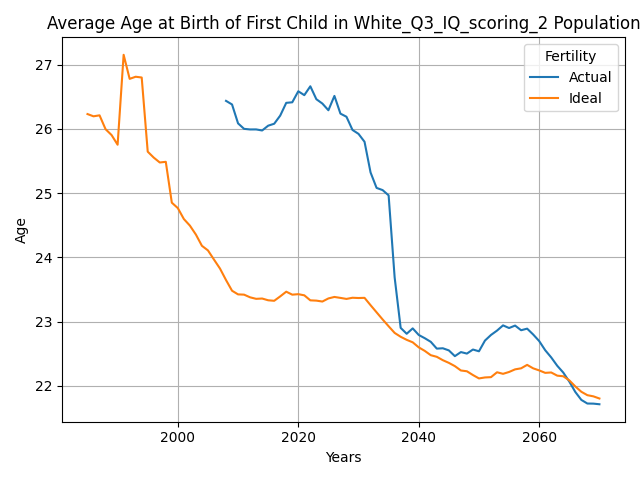 Average Age at Birth of First Child in White_Q3_IQ_scoring_2 Population
Fertility
Actual
Ideal
Age
27
26
25
24
23
22
2000
2020
2040
2060
Years